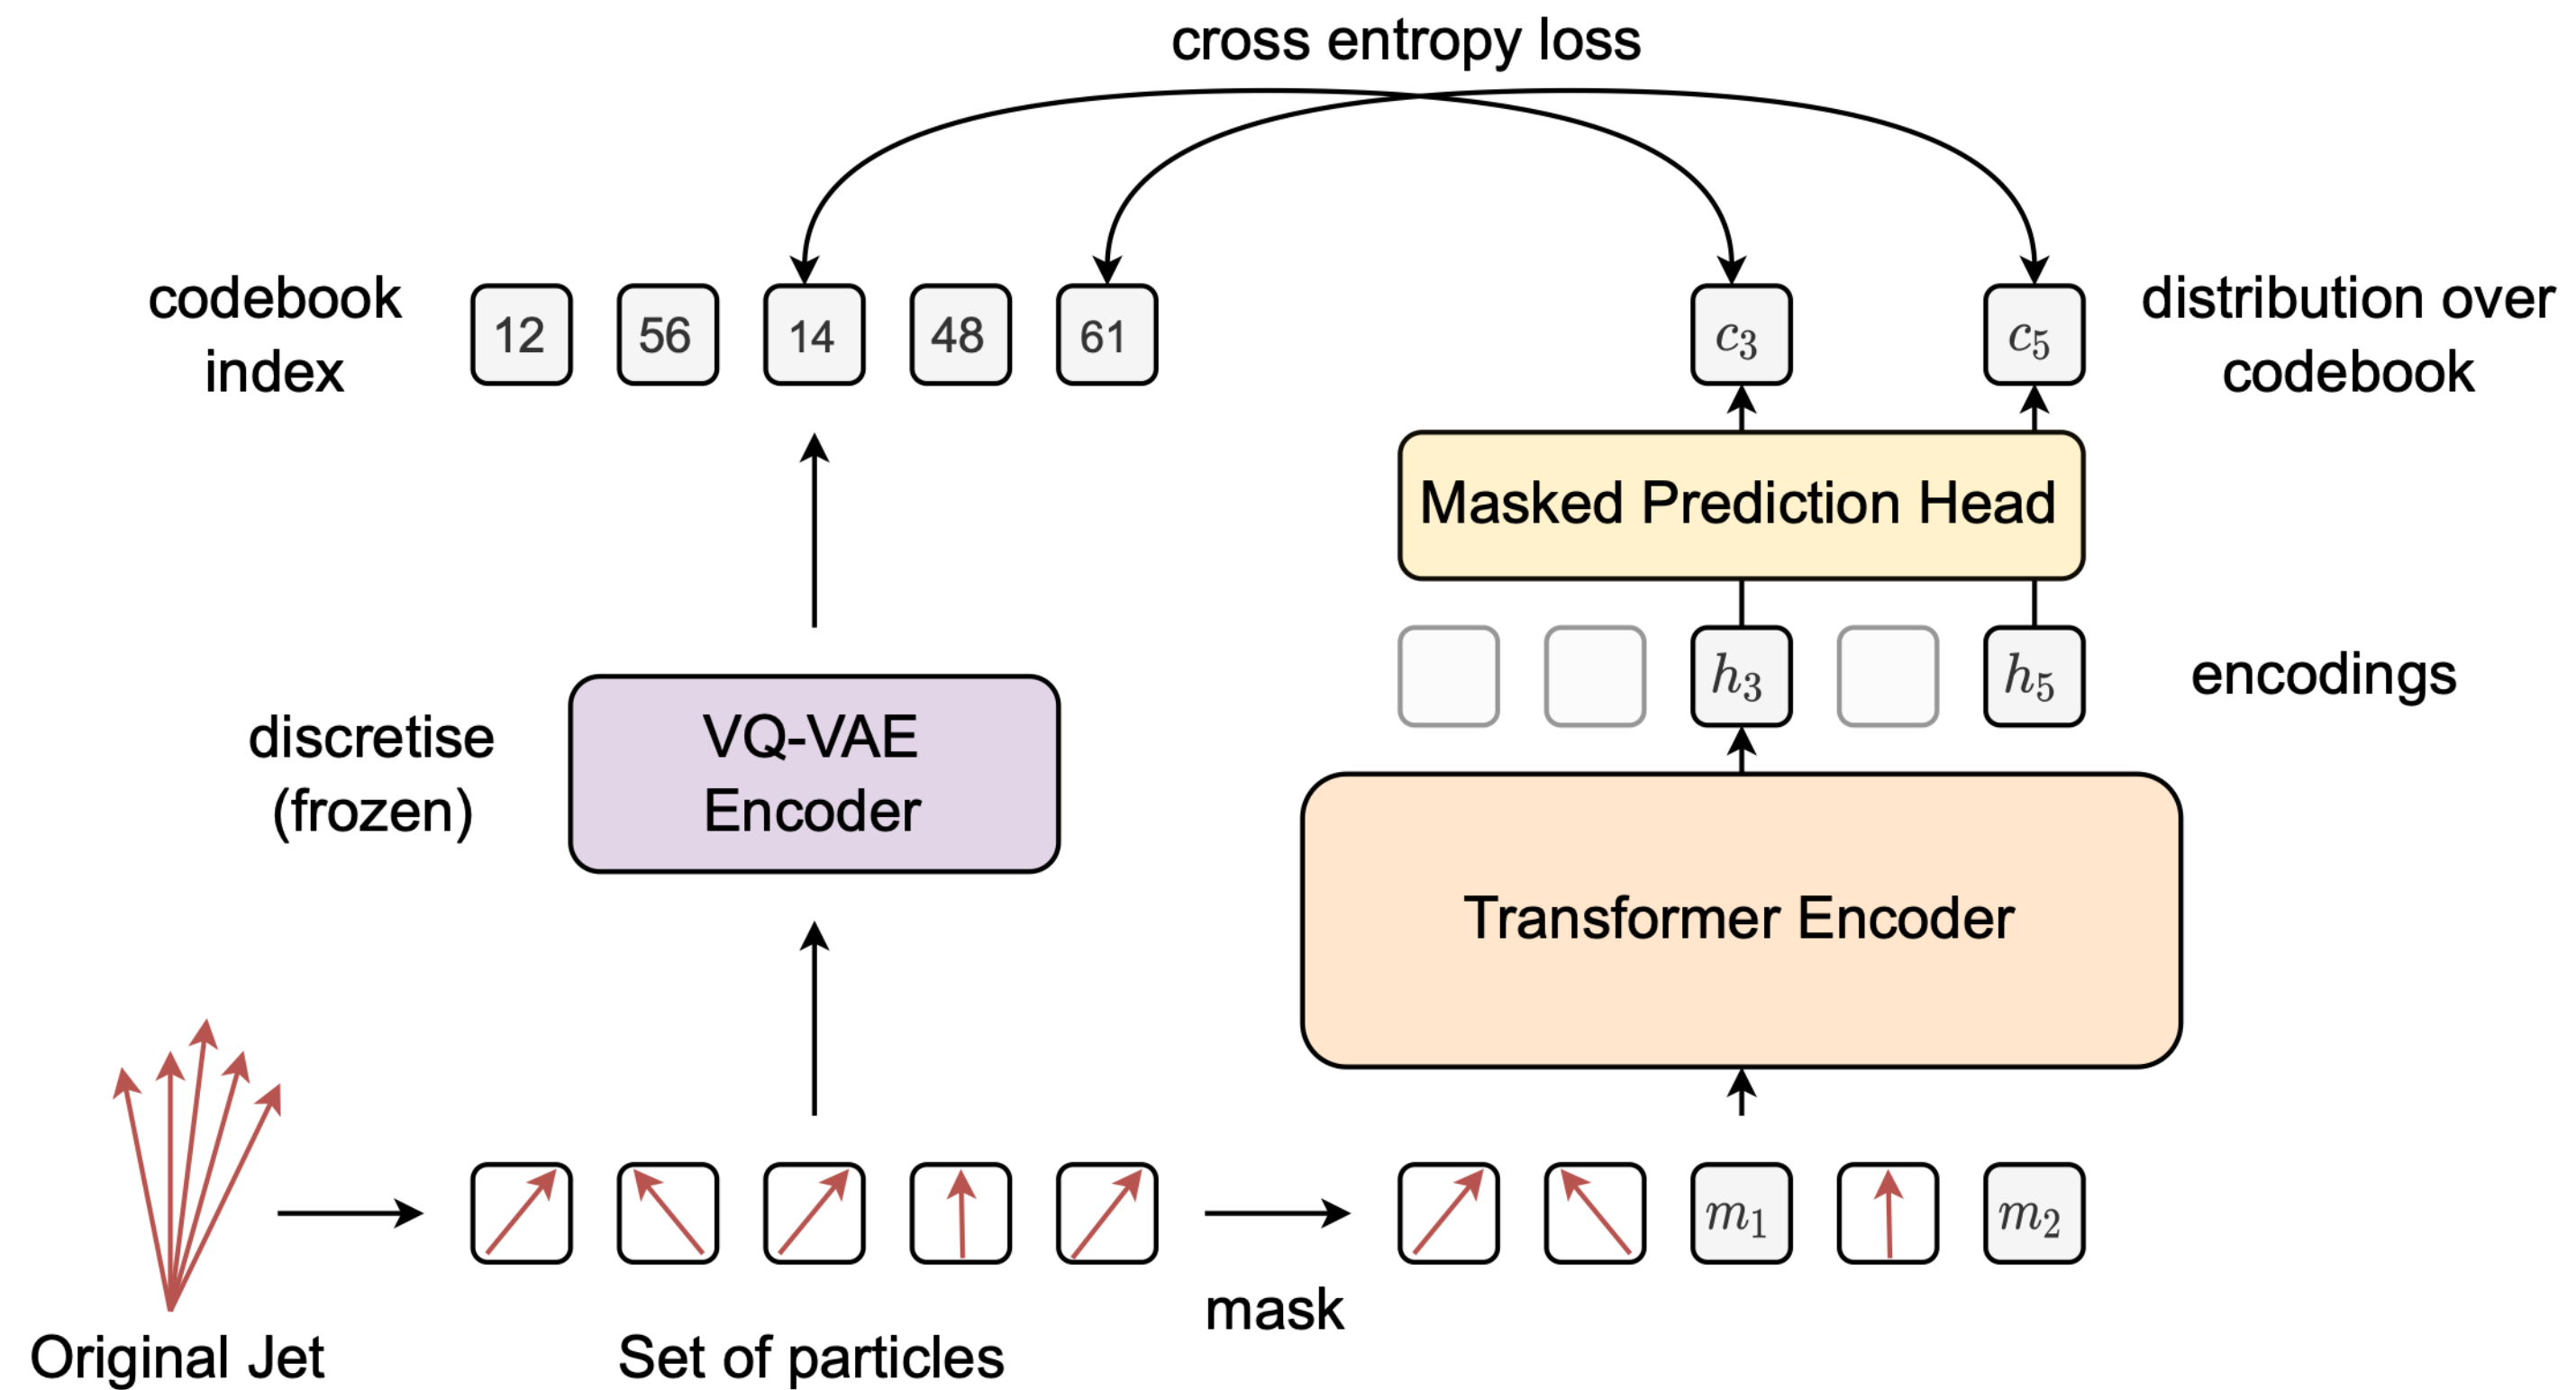 cross entropy loss
codebook
index
12 56 14 48 61
c3 c5
distribution over
codebook
Masked Prediction Head
h3 h5
encodings
discretise
(frozen)
VQ-VAE
Encoder
Transformer Encoder
m1 m2
mask
Original Jet
Set of particles